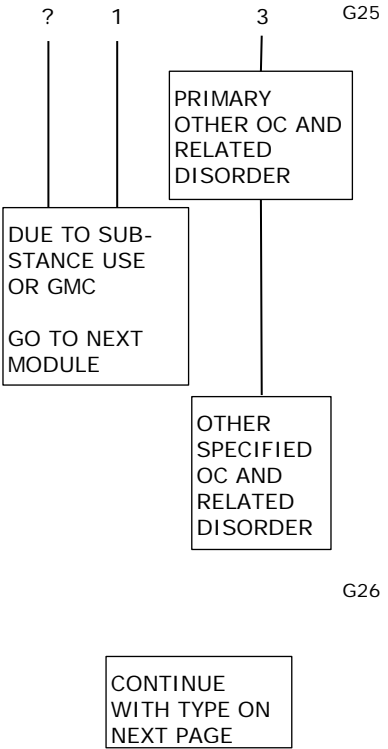 ? 1 3 G25
PRIMARY
OTHER OC AND
RELATED
DISORDER
DUE TO SUB-
STANCE USE
OR GMC
GO TO NEXT
MODULE
OTHER
SPECIFIED
OC AND
RELATED
DISORDER
G26
CONTINUE
WITH TYPE ON
NEXT PAGE